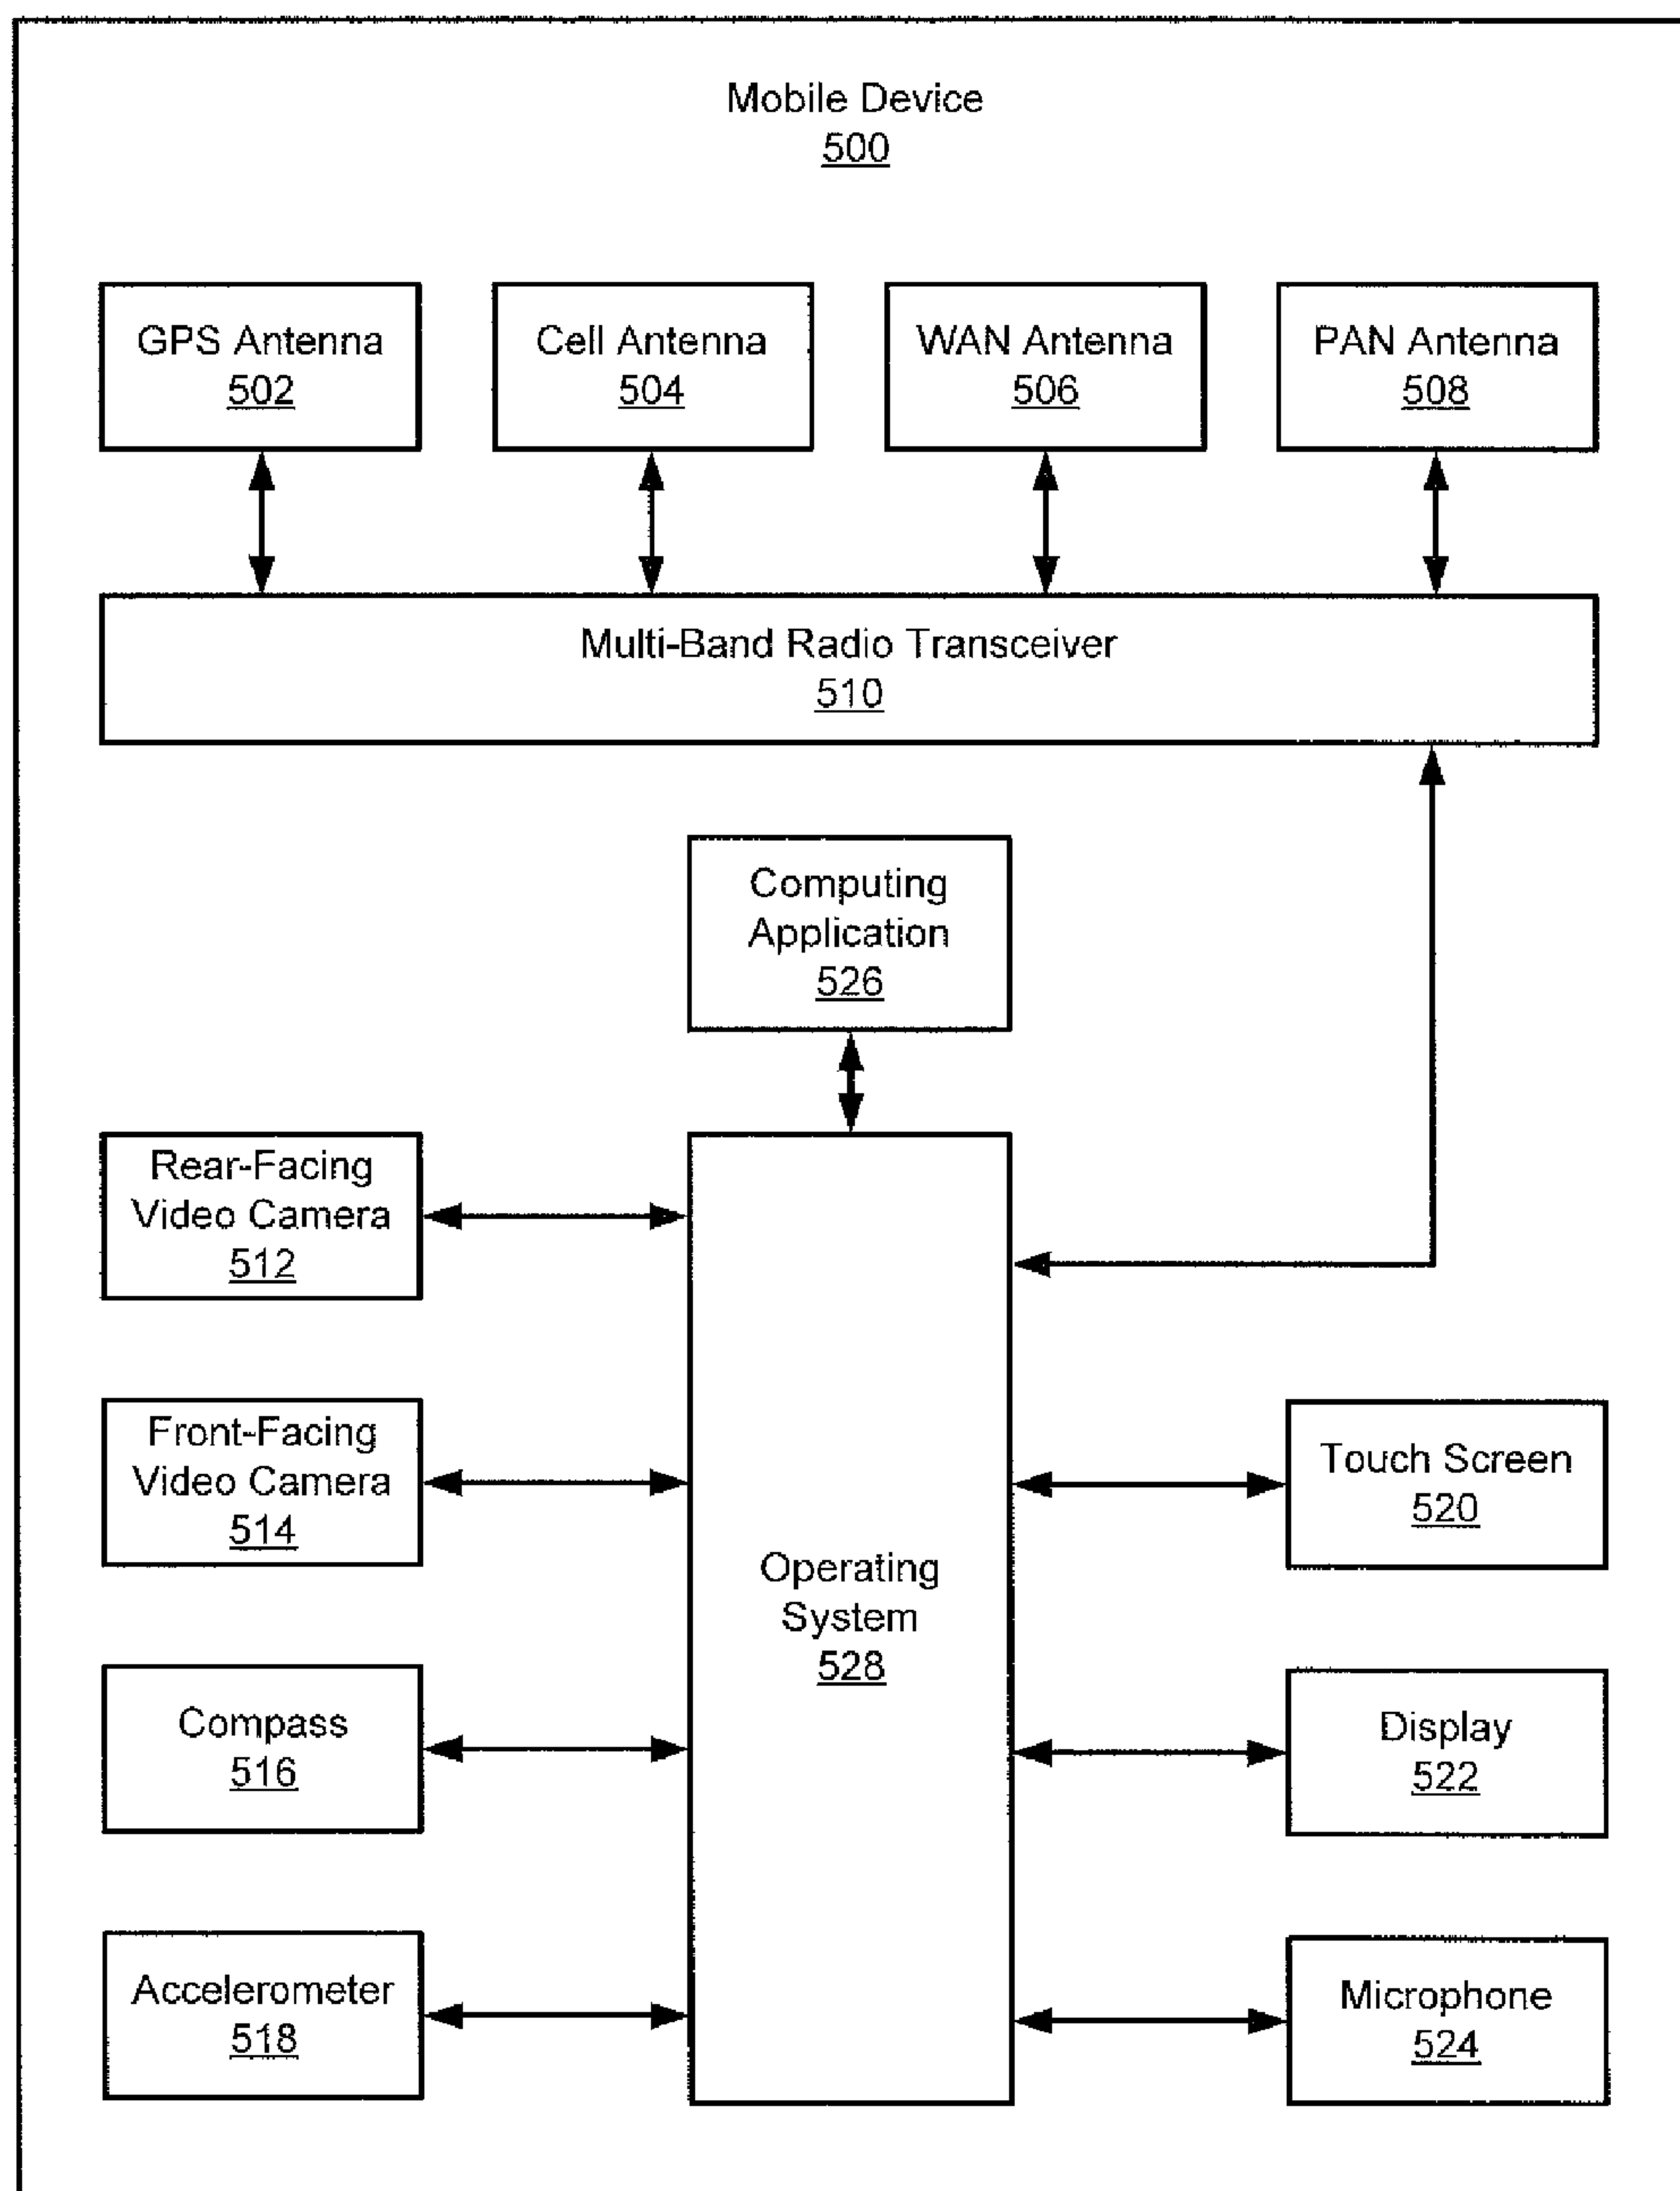 Mobile Device
500
GPS Antenna
502
Cell Antenna
504
WAN Antenna
506
PAN Antenna
508
Multi-Band Radio Transceiver
510
Computing
Application
526
Rear-Facing
Video Camera
512
Front-Facing
Video Camera
514
Compass
516
Accelerometer
518
Operating
System
528
Touch Screen
520
Display
522
Microphone
524